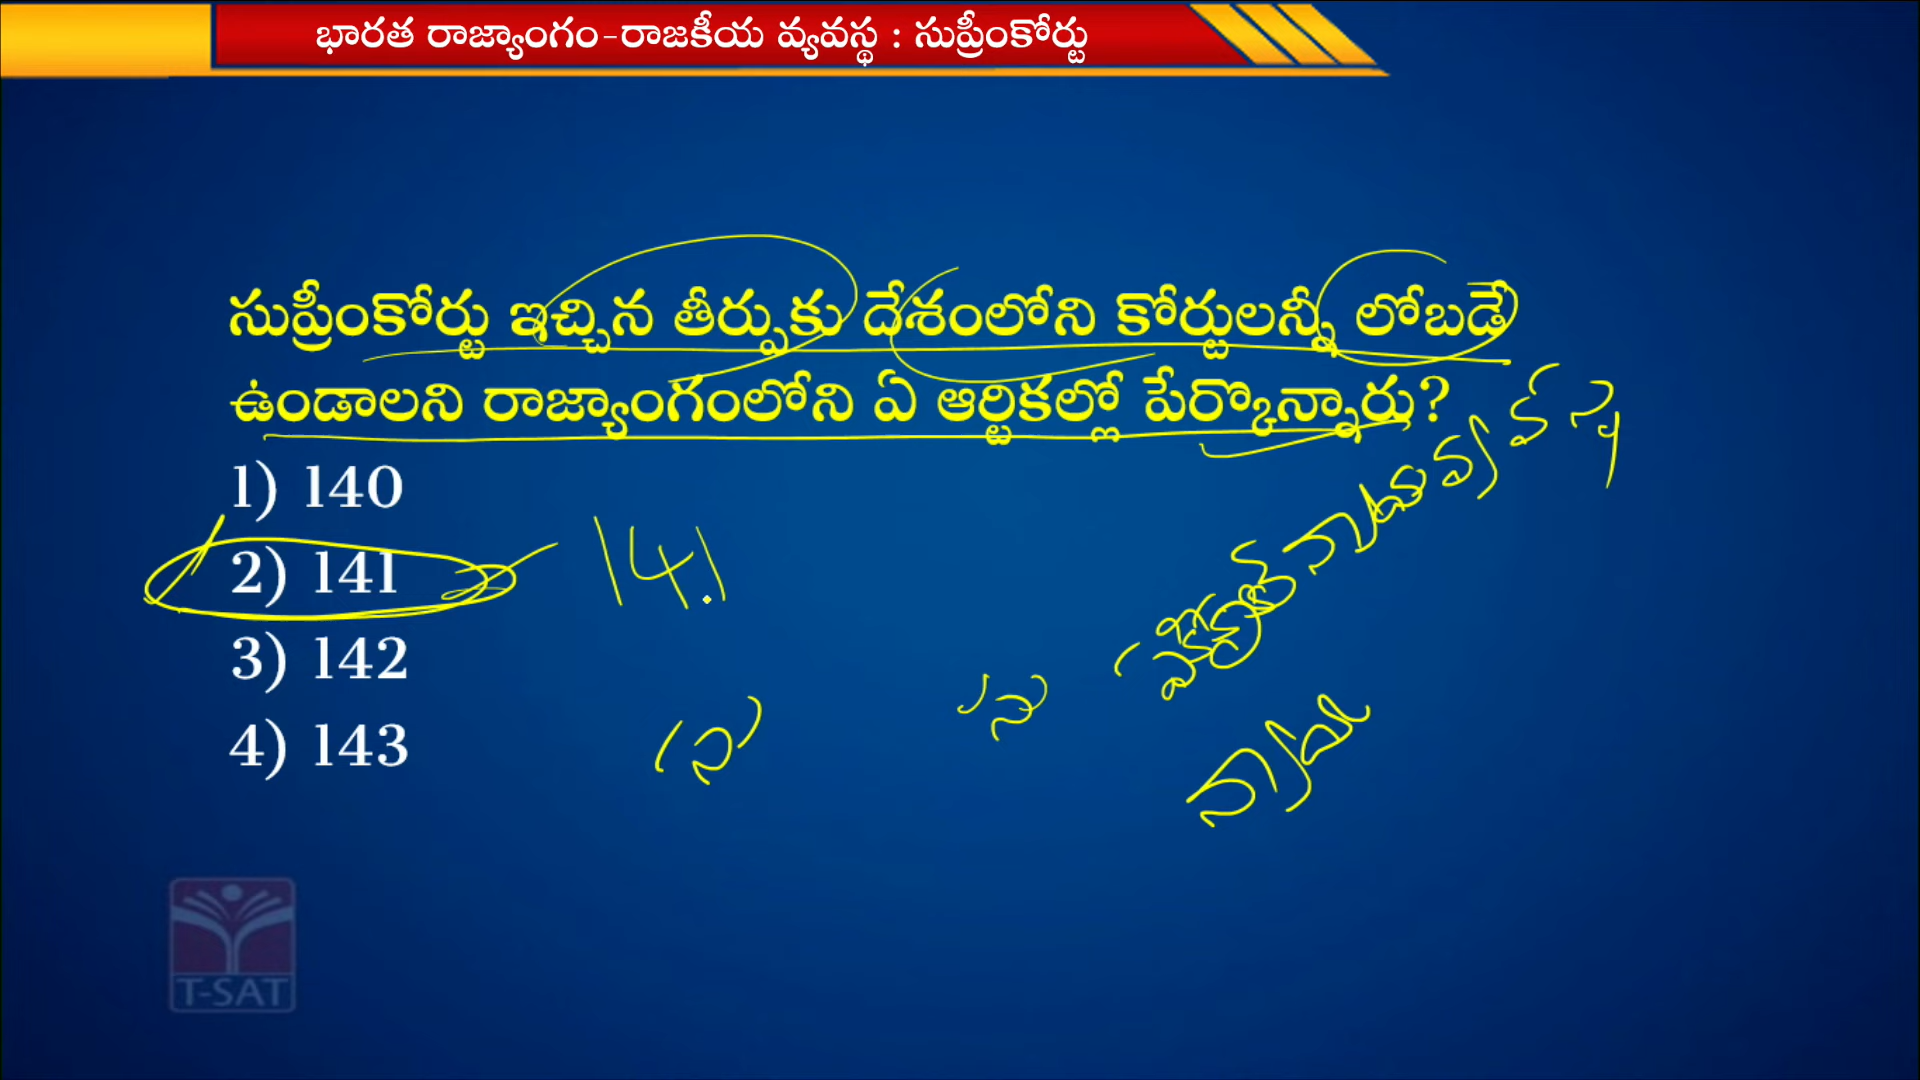 భారత రాజ్యాంగం-రాజకీయ వ్యవస్థ : సుప్రీంకోర్టు
సుప్రీంకోర్టు ఇచ్చిన తీర్పుకు దేశంలోని కోర్టులన్నీ లోబడే
ఉండాలని రాజ్యాంగంలోని ఏ ఆర్టికల్లో పేర్కొన్నారు?
1) 140
2) 141
141
3) 142
4) 143
T-SAT